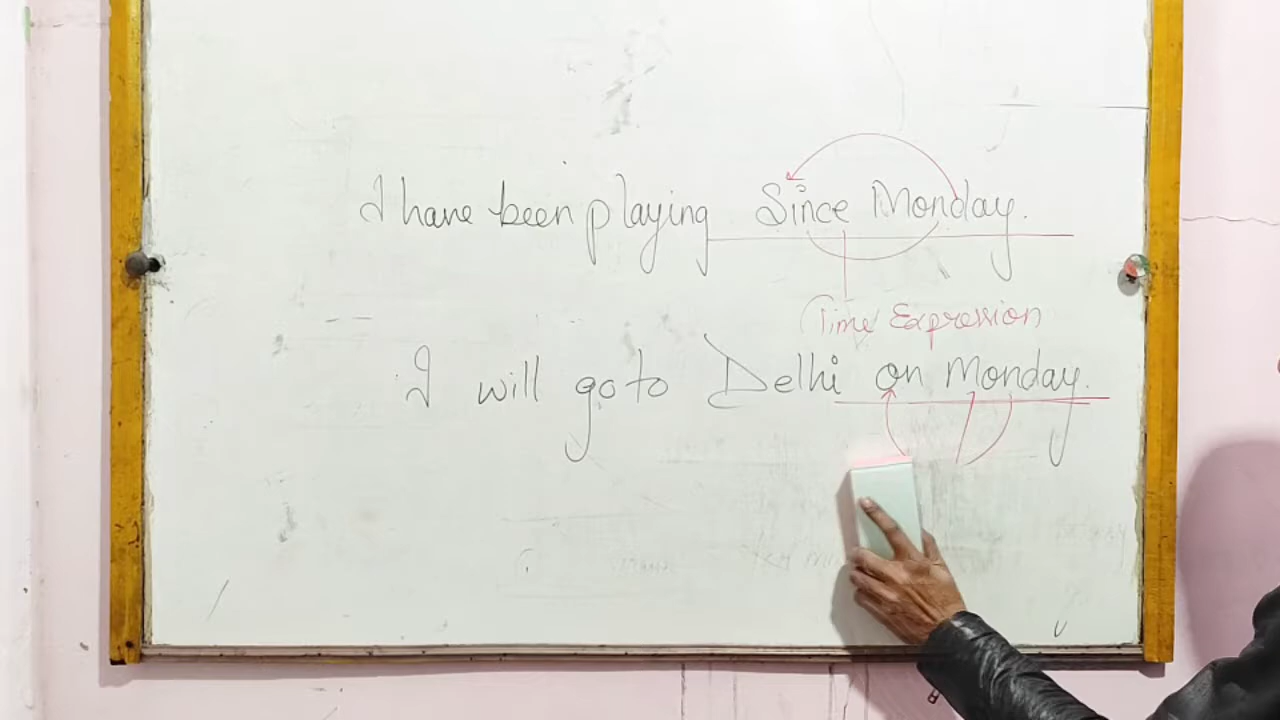 I have been playing Since Monday.
Time Expression
I will go to Delhi on Monday.